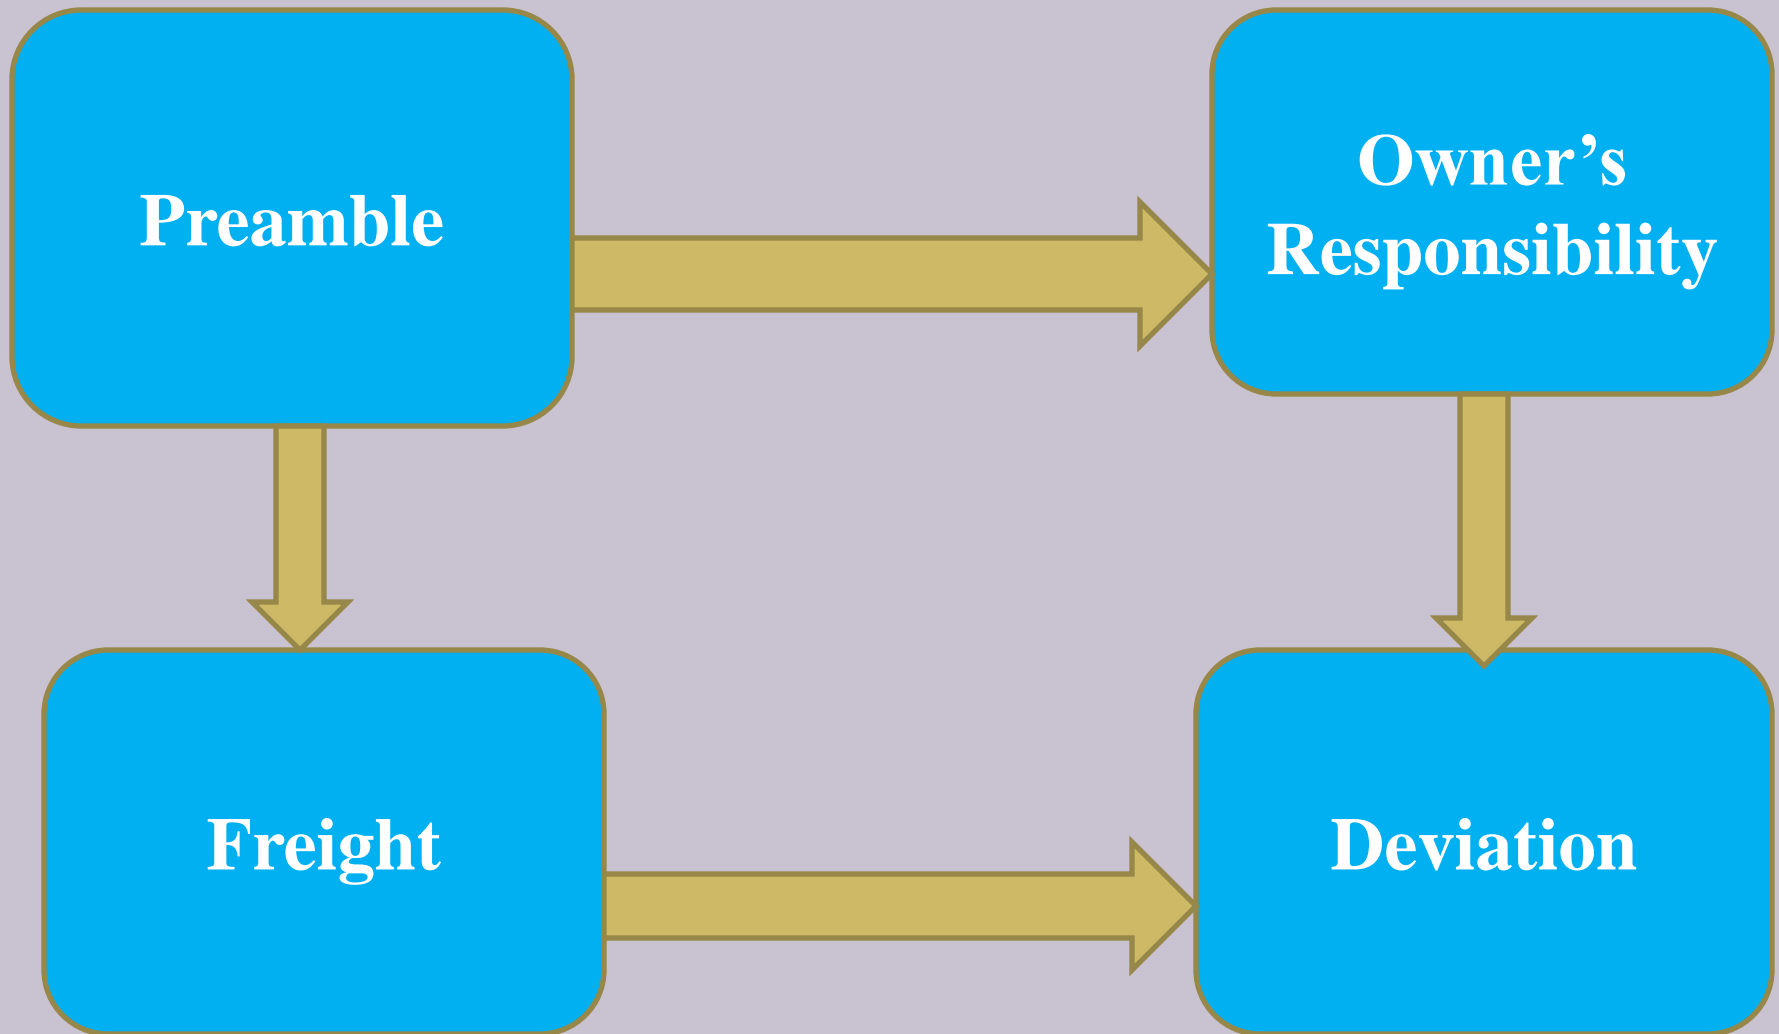 Preamble
Owner’s
Responsibility
Freight
Deviation